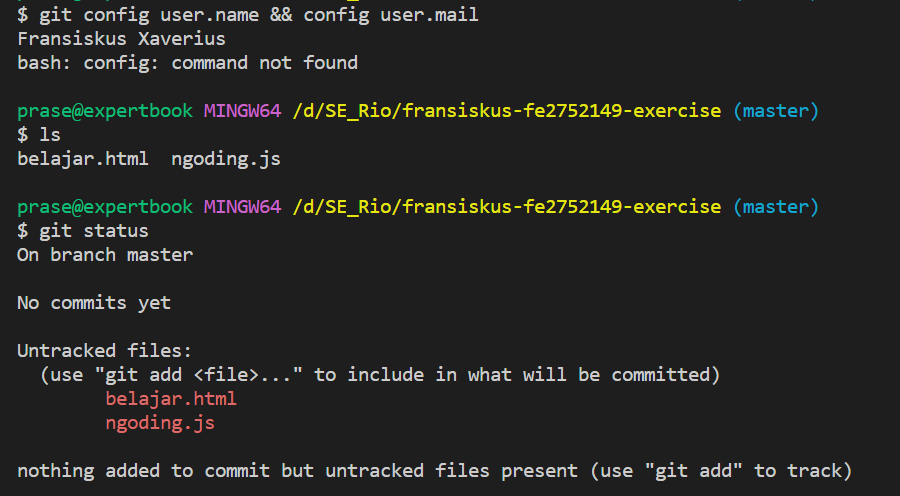 $ git config user.name && config user.mail
Fransiskus Xaverius
bash: config: command not found
prase@expertbook MINGW64 /d/SE_Rio/fransiskus-fe2752149-exercise (master)
$ ls
belajar.html  ngoding.js
prase@expertbook MINGW64 /d/SE_Rio/fransiskus-fe2752149-exercise (master)
$ git status
On branch master
No commits yet
Untracked files:
  (use "git add <file>..." to include in what will be committed)
        belajar.html
        ngoding.js
nothing added to commit but untracked files present (use "git add" to track)